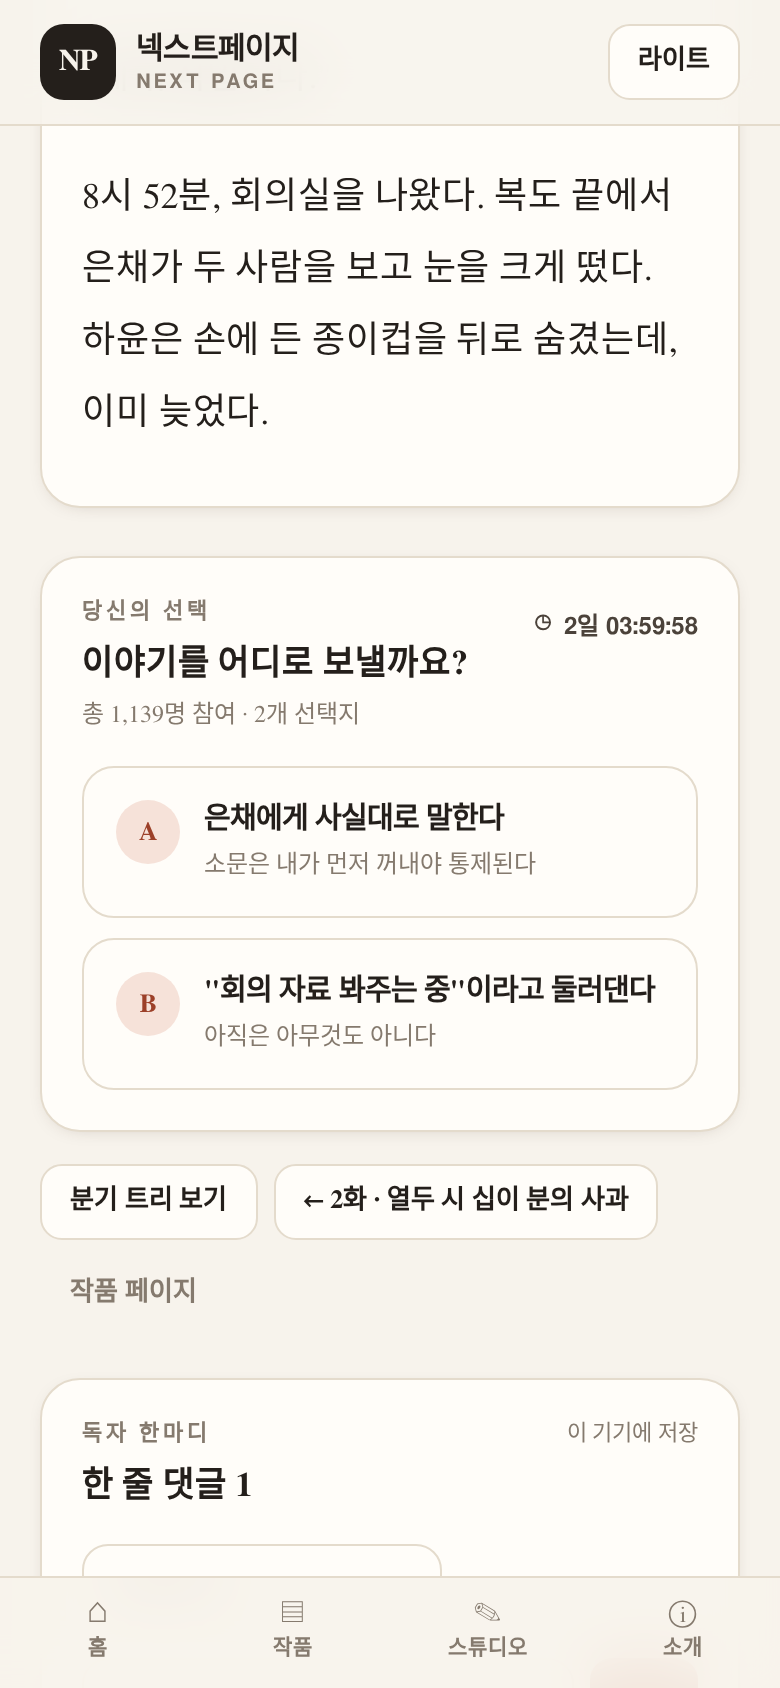 NP
넥스트페이지
NEXT PAGE
라이트
8시 52분, 회의실을 나왔다. 복도 끝에서
은채가 두 사람을 보고 눈을 크게 떴다.
하윤은 손에 든 종이컵을 뒤로 숨겼는데,
이미 늦었다.
당신의 선택
2일 03:59:58
이야기를 어디로 보낼까요?
총 1,139명 참여 · 2개 선택지
A
은채에게 사실대로 말한다
소문은 내가 먼저 꺼내야 통제된다
B
"회의 자료 봐주는 중"이라고 둘러댄다
아직은 아무것도 아니다
분기 트리 보기
← 2화 · 열두 시 십이 분의 사과
작품 페이지
독자 한마디
이 기기에 저장
한 줄 댓글 1
홈
작품
스튜디오
소개